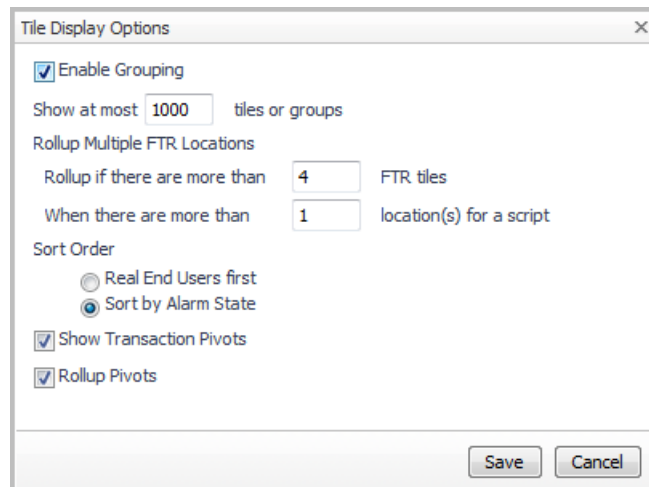 Tile Display Options
Enable Grouping
Show at most 1000 tiles or groups
Rollup Multiple FTR Locations
Rollup if there are more than 4 FTR tiles
When there are more than 1 location(s) for a script
Sort Order
Real End Users first
Sort by Alarm State
Show Transaction Pivots
Rollup Pivots
Save Cancel